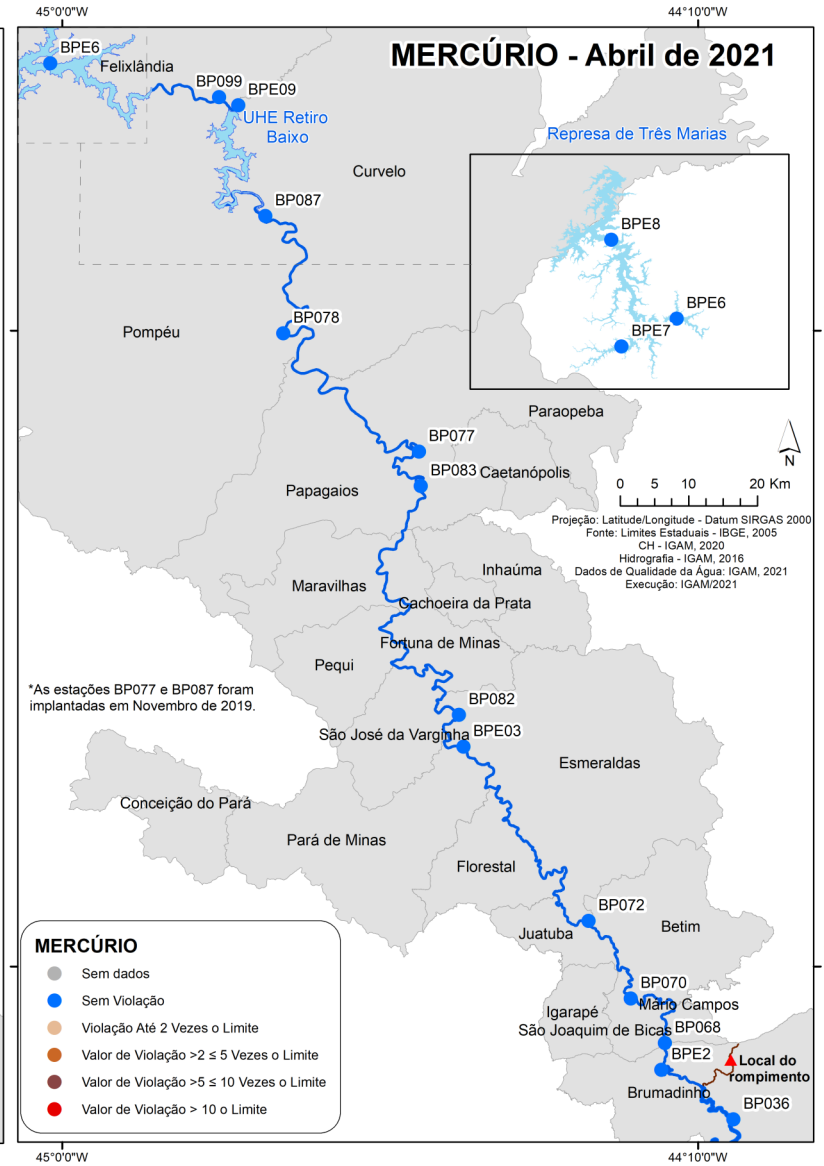 45°0'0"W
44°10'0"W
MERCÚRIO - Abril de 2021
BPE6
Felixlândia
BP099
BPE09
UHE Retiro
Baixo
Represa de Três Marias
Curvelo
BP087
BPE8
BPE6
BPE7
BP078
Pompéu
Paraopeba
BP077
Caetanópolis
BP083
Papagaios
N
0 5 10 20 Km
Projeção: Latitude/Longitude - Datum SIRGAS 2000
Fonte: Limites Estaduais - IBGE, 2005
CH - IGAM, 2020
Hidrografia - IGAM, 2016
Dados de Qualidade da Água: IGAM, 2021
Execução: IGAM/2021
Inhaúma
Maravilhas
Cachoeira da Prata
Fortuna de Minas
Pequi
*As estações BP077 e BP087 foram
implantadas em Novembro de 2019.
BP082
São José da Varginha
BPE03
Esmeraldas
Conceição do Pará
Pará de Minas
Florestal
BP072
Juatuba
Betim
BP070
Mário Campos
Igarapé
São Joaquim de Bicas
BP068
BPE2
Local do
rompimento
Brumadinho
BP036
MERCÚRIO
Sem dados
Sem Violação
Violação Até 2 Vezes o Limite
Valor de Violação >2 ≤ 5 Vezes o Limite
Valor de Violação >5 ≤ 10 Vezes o Limite
Valor de Violação > 10 o Limite
45°0'0"W
44°10'0"W